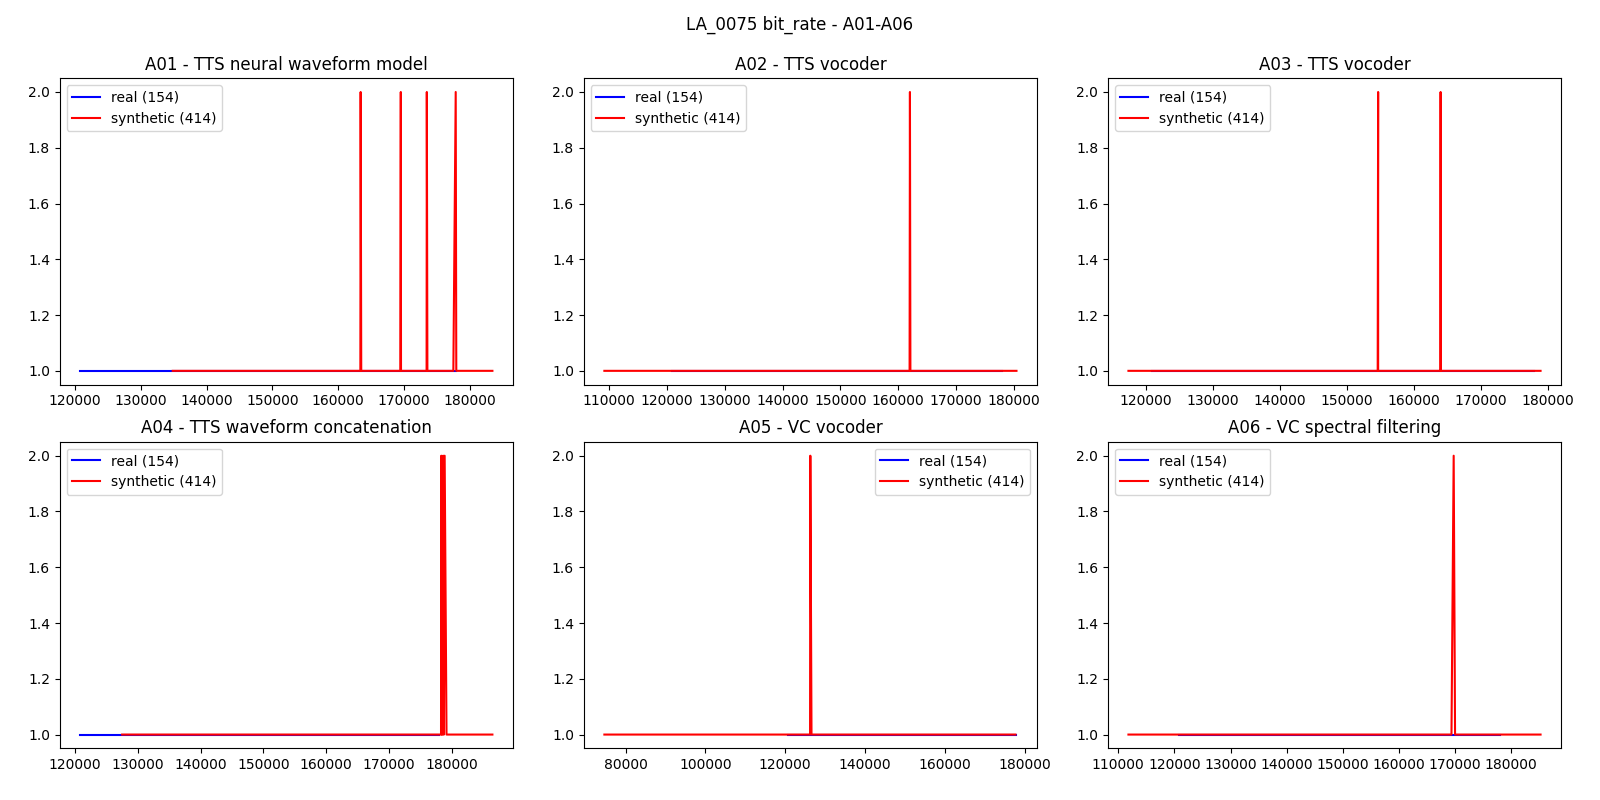 LA_0075 bit_rate - A01-A06
A01 - TTS neural waveform model
A02 - TTS vocoder
A03 - TTS vocoder
2.0
1.8
1.6
1.4
1.2
1.0
real (154)
synthetic (414)
120000 130000 140000 150000 160000 170000 180000
2.0
1.8
1.6
1.4
1.2
1.0
real (154)
synthetic (414)
110000 120000 130000 140000 150000 160000 170000 180000
2.0
1.8
1.6
1.4
1.2
1.0
real (154)
synthetic (414)
120000 130000 140000 150000 160000 170000 180000
A04 - TTS waveform concatenation
A05 - VC vocoder
A06 - VC spectral filtering
2.0
1.8
1.6
1.4
1.2
1.0
real (154)
synthetic (414)
120000 130000 140000 150000 160000 170000 180000
2.0
1.8
1.6
1.4
1.2
1.0
real (154)
synthetic (414)
80000 100000 120000 140000 160000 180000
2.0
1.8
1.6
1.4
1.2
1.0
real (154)
synthetic (414)
110000 120000 130000 140000 150000 160000 170000 180000